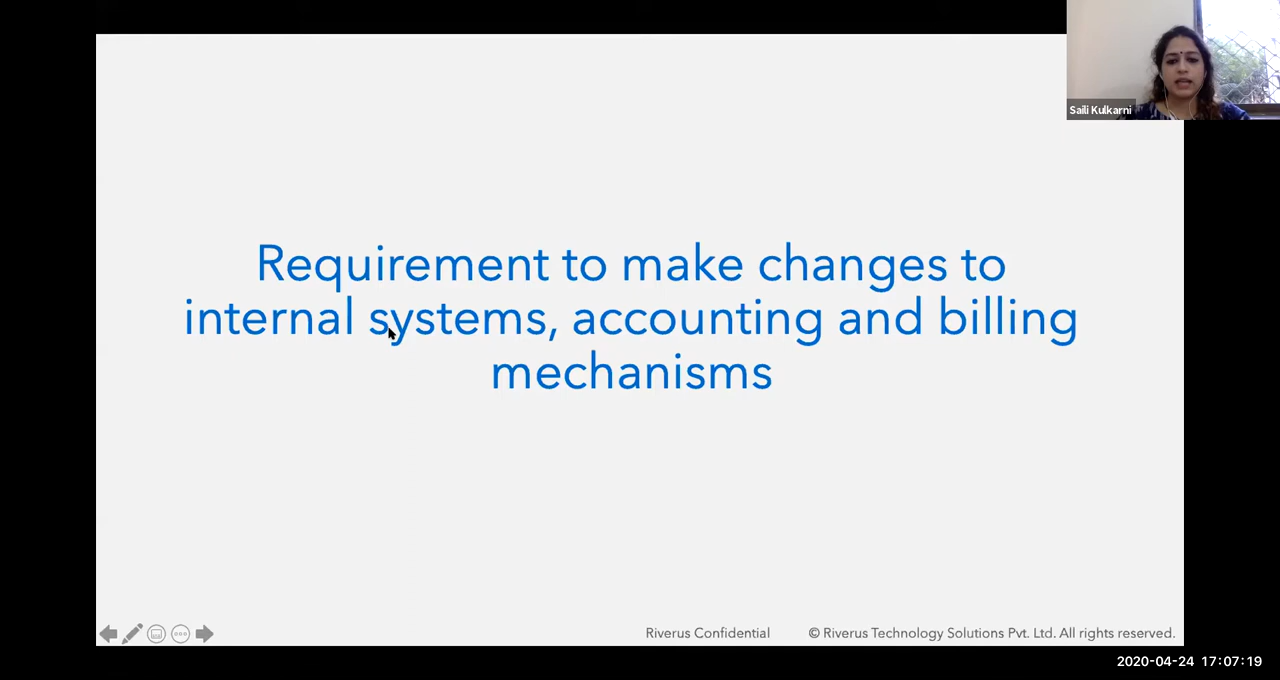 Saili Kulkarni
Requirement to make changes to
internal systems, accounting and billing
mechanisms
Riverus Confidential
© Riverus Technology Solutions Pvt. Ltd. All rights reserved.
2020-04-24 17:07:19